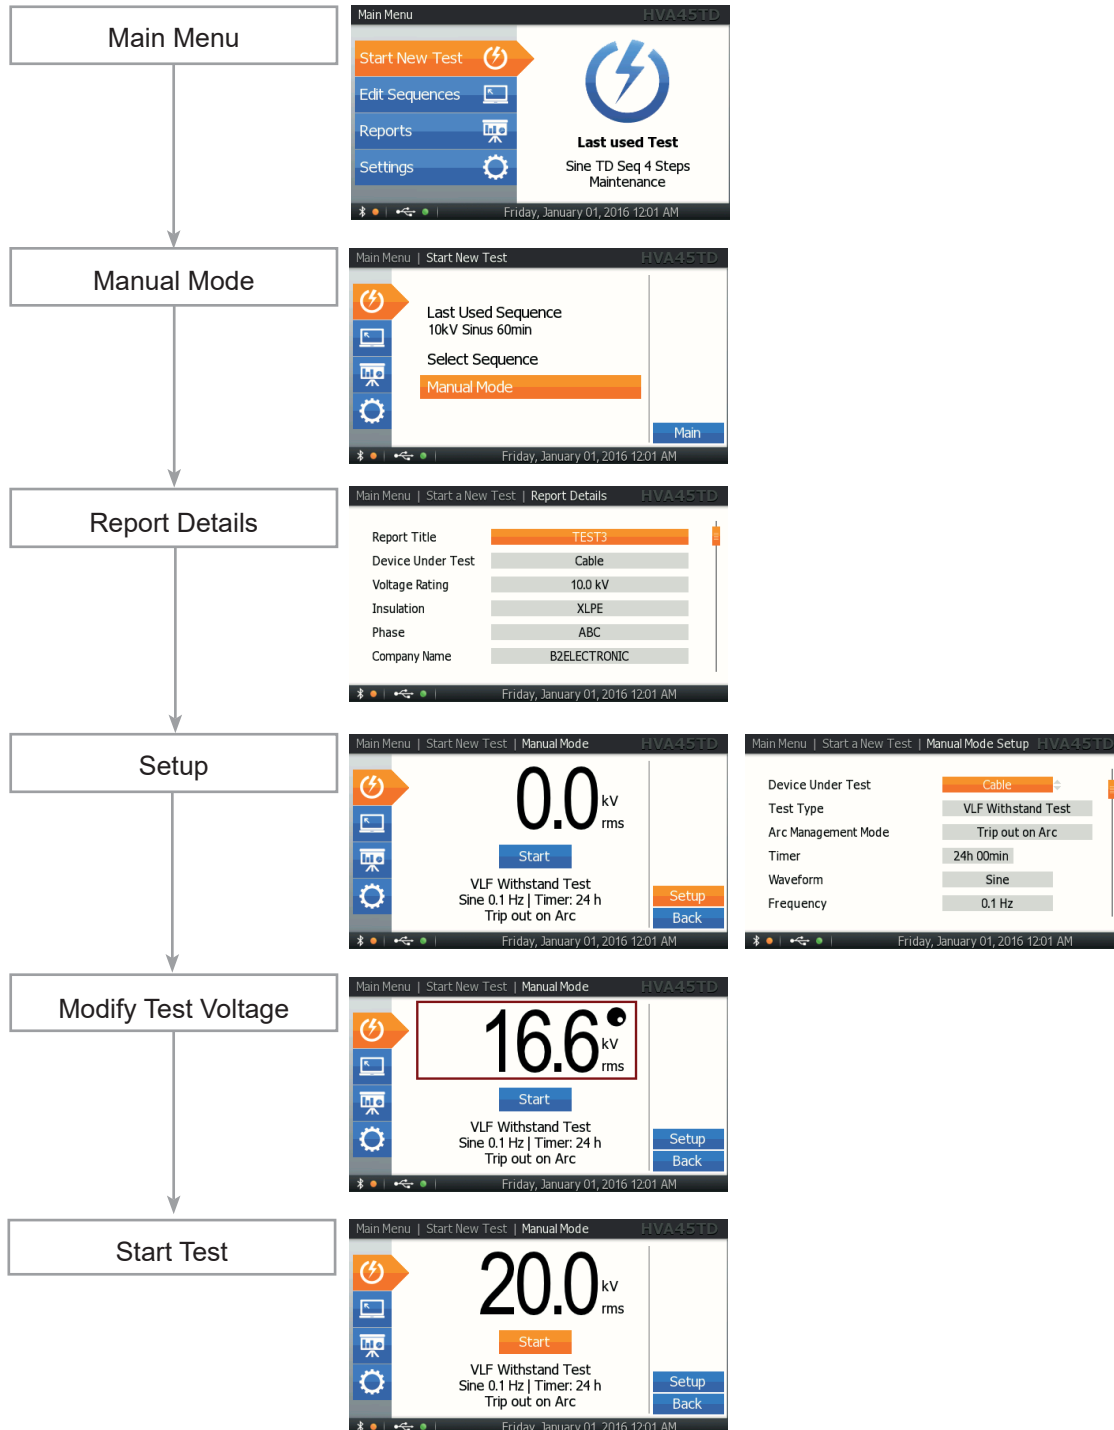 Main Menu
Main Menu HVA45TD
Start New Test
Edit Sequences
Reports
Settings
Last used Test
Sine TD Seq 4 Steps
Maintenance
Friday, January 01, 2016 12:01 AM
Manual Mode
Main Menu | Start New Test HVA45TD
Last Used Sequence
10kV Sinus 60min
Select Sequence
Manual Mode
Main
Friday, January 01, 2016 12:01 AM
Report Details
Main Menu | Start a New Test | Report Details HVA45TD
Report Title TEST3
Device Under Test Cable
Voltage Rating 10.0 kV
Insulation XLPE
Phase ABC
Company Name B2ELECTRONIC
Friday, January 01, 2016 12:01 AM
Setup
Main Menu | Start New Test | Manual Mode HVA45TD
0.0 kV rms
Start
VLF Withstand Test
Sine 0.1 Hz | Timer: 24 h
Trip out on Arc
Setup
Back
Friday, January 01, 2016 12:01 AM
Main Menu | Start a New Test | Manual Mode Setup HVA45TD
Device Under Test Cable
Test Type VLF Withstand Test
Arc Management Mode Trip out on Arc
Timer 24h 00min
Waveform Sine
Frequency 0.1 Hz
Friday, January 01, 2016 12:01 AM
Modify Test Voltage
Main Menu | Start New Test | Manual Mode HVA45TD
16.6 kV rms
Start
VLF Withstand Test
Sine 0.1 Hz | Timer: 24 h
Trip out on Arc
Setup
Back
Friday, January 01, 2016 12:01 AM
Start Test
Main Menu | Start New Test | Manual Mode HVA45TD
20.0 kV rms
Start
VLF Withstand Test
Sine 0.1 Hz | Timer: 24 h
Trip out on Arc
Setup
Back
Friday, January 01, 2016 12:01 AM